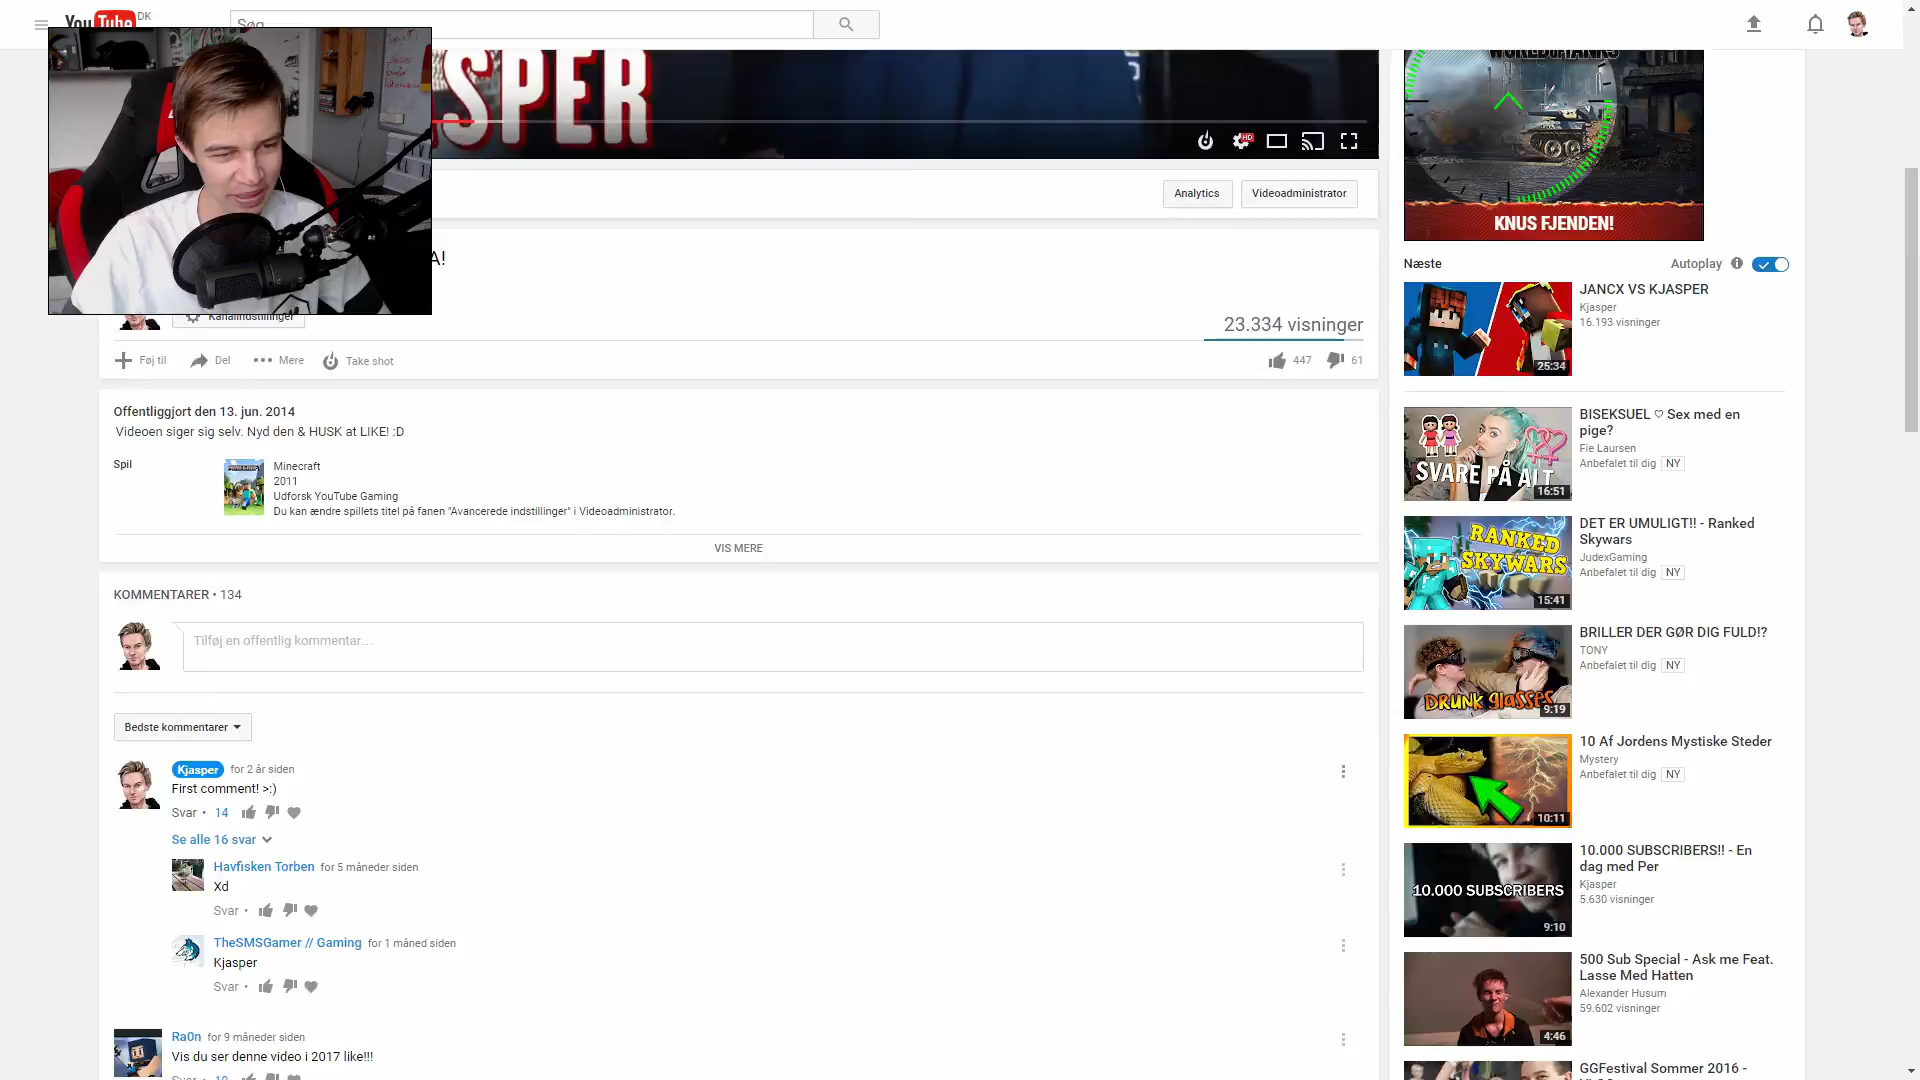 YouTube DK
Søg
SPER
Analytics
Videoadministrator
A!
Kanalindstillinger
23.334 visninger
Føj til
Del
Mere
Take shot
447
61
Offentliggjort den 13. jun. 2014
Videoen siger sig selv. Nyd den & HUSK at LIKE! :D
Spil
Minecraft
2011
Udforsk YouTube Gaming
Du kan ændre spillets titel på fanen "Avancerede indstillinger" i Videoadministrator.
VIS MERE
KOMMENTARER • 134
Tilføj en offentlig kommentar...
Bedste kommentarer
Kjasper for 2 år siden
First comment! >:)
Svar • 14
Se alle 16 svar
Havfisken Torben for 5 måneder siden
Xd
Svar •
TheSMSGamer // Gaming for 1 måned siden
Kjasper
Svar •
Ra0n for 9 måneder siden
Vis du ser denne video i 2017 like!!!
Svar • 10
KNUS FJENDEN!
Næste
Autoplay
JANCX VS KJASPER
Kjasper
16.193 visninger
25:34
BISEKSUEL ♡ Sex med en
pige?
Fie Laursen
Anbefalet til dig NY
SVARE PÅ ALT
16:51
DET ER UMULIGT!! - Ranked
Skywars
JudexGaming
Anbefalet til dig NY
RANKED
SKYWARS
15:41
BRILLER DER GØR DIG FULD!?
TONY
Anbefalet til dig NY
DRUNK glasses
9:19
10 Af Jordens Mystiske Steder
Mystery
Anbefalet til dig NY
10:11
10.000 SUBSCRIBERS!! - En
dag med Per
Kjasper
5.630 visninger
10.000 SUBSCRIBERS
9:10
500 Sub Special - Ask me Feat.
Lasse Med Hatten
Alexander Husum
59.602 visninger
4:46
GGFestival Sommer 2016 -